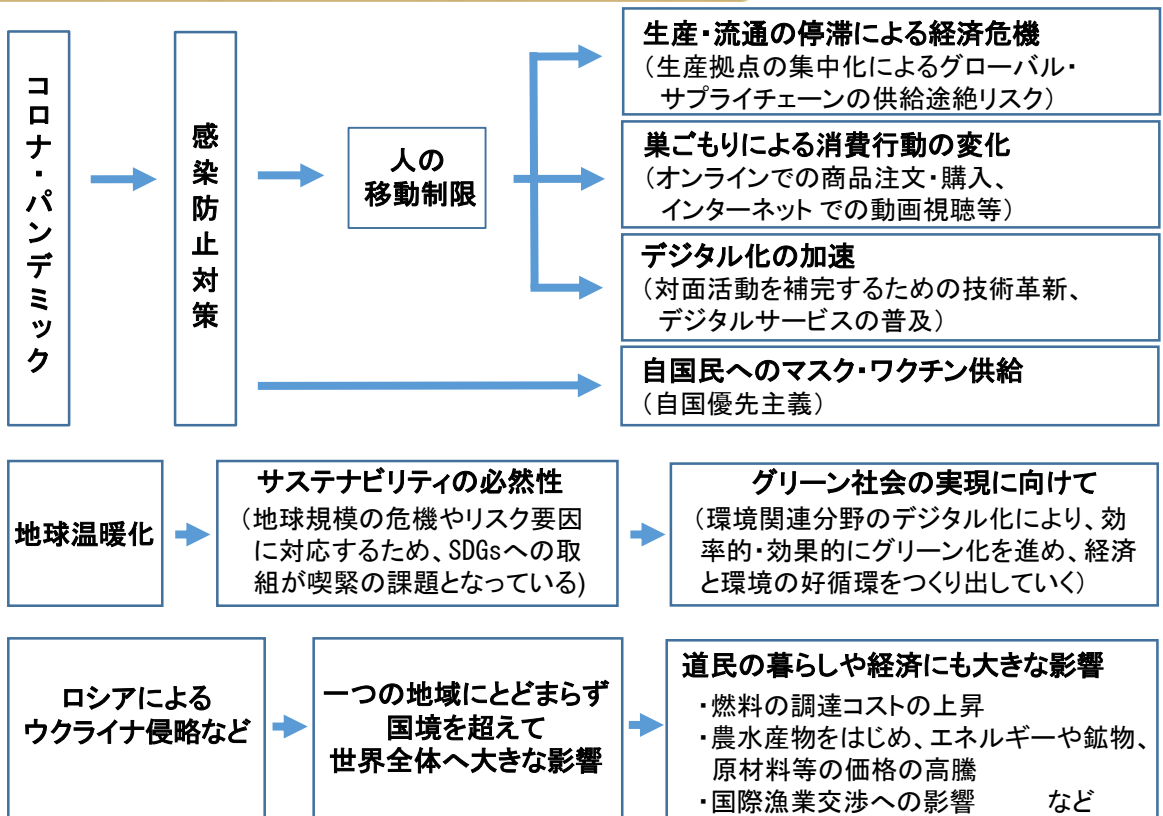 コロナ・パンデミック
感染防止対策
人の
移動制限
生産・流通の停滞による経済危機
（生産拠点の集中化によるグローバル・
サプライチェーンの供給途絶リスク）
巣ごもりによる消費行動の変化
（オンラインでの商品注文・購入、
インターネット での動画視聴等）
デジタル化の加速
（対面活動を補完するための技術革新、
デジタルサービスの普及）
自国民へのマスク・ワクチン供給
（自国優先主義）
地球温暖化
サステナビリティの必然性
（地球規模の危機やリスク要因
に対応するため、SDGsへの取
組が喫緊の課題となっている)
グリーン社会の実現に向けて
（環境関連分野のデジタル化により、効
率的・効果的にグリーン化を進め、経済
と環境の好循環をつくり出していく）
ロシアによる
ウクライナ侵略など
一つの地域にとどまらず
国境を超えて
世界全体へ大きな影響
道民の暮らしや経済にも大きな影響
・燃料の調達コストの上昇
・農水産物をはじめ、エネルギーや鉱物、
原材料等の価格の高騰
・国際漁業交渉への影響 など